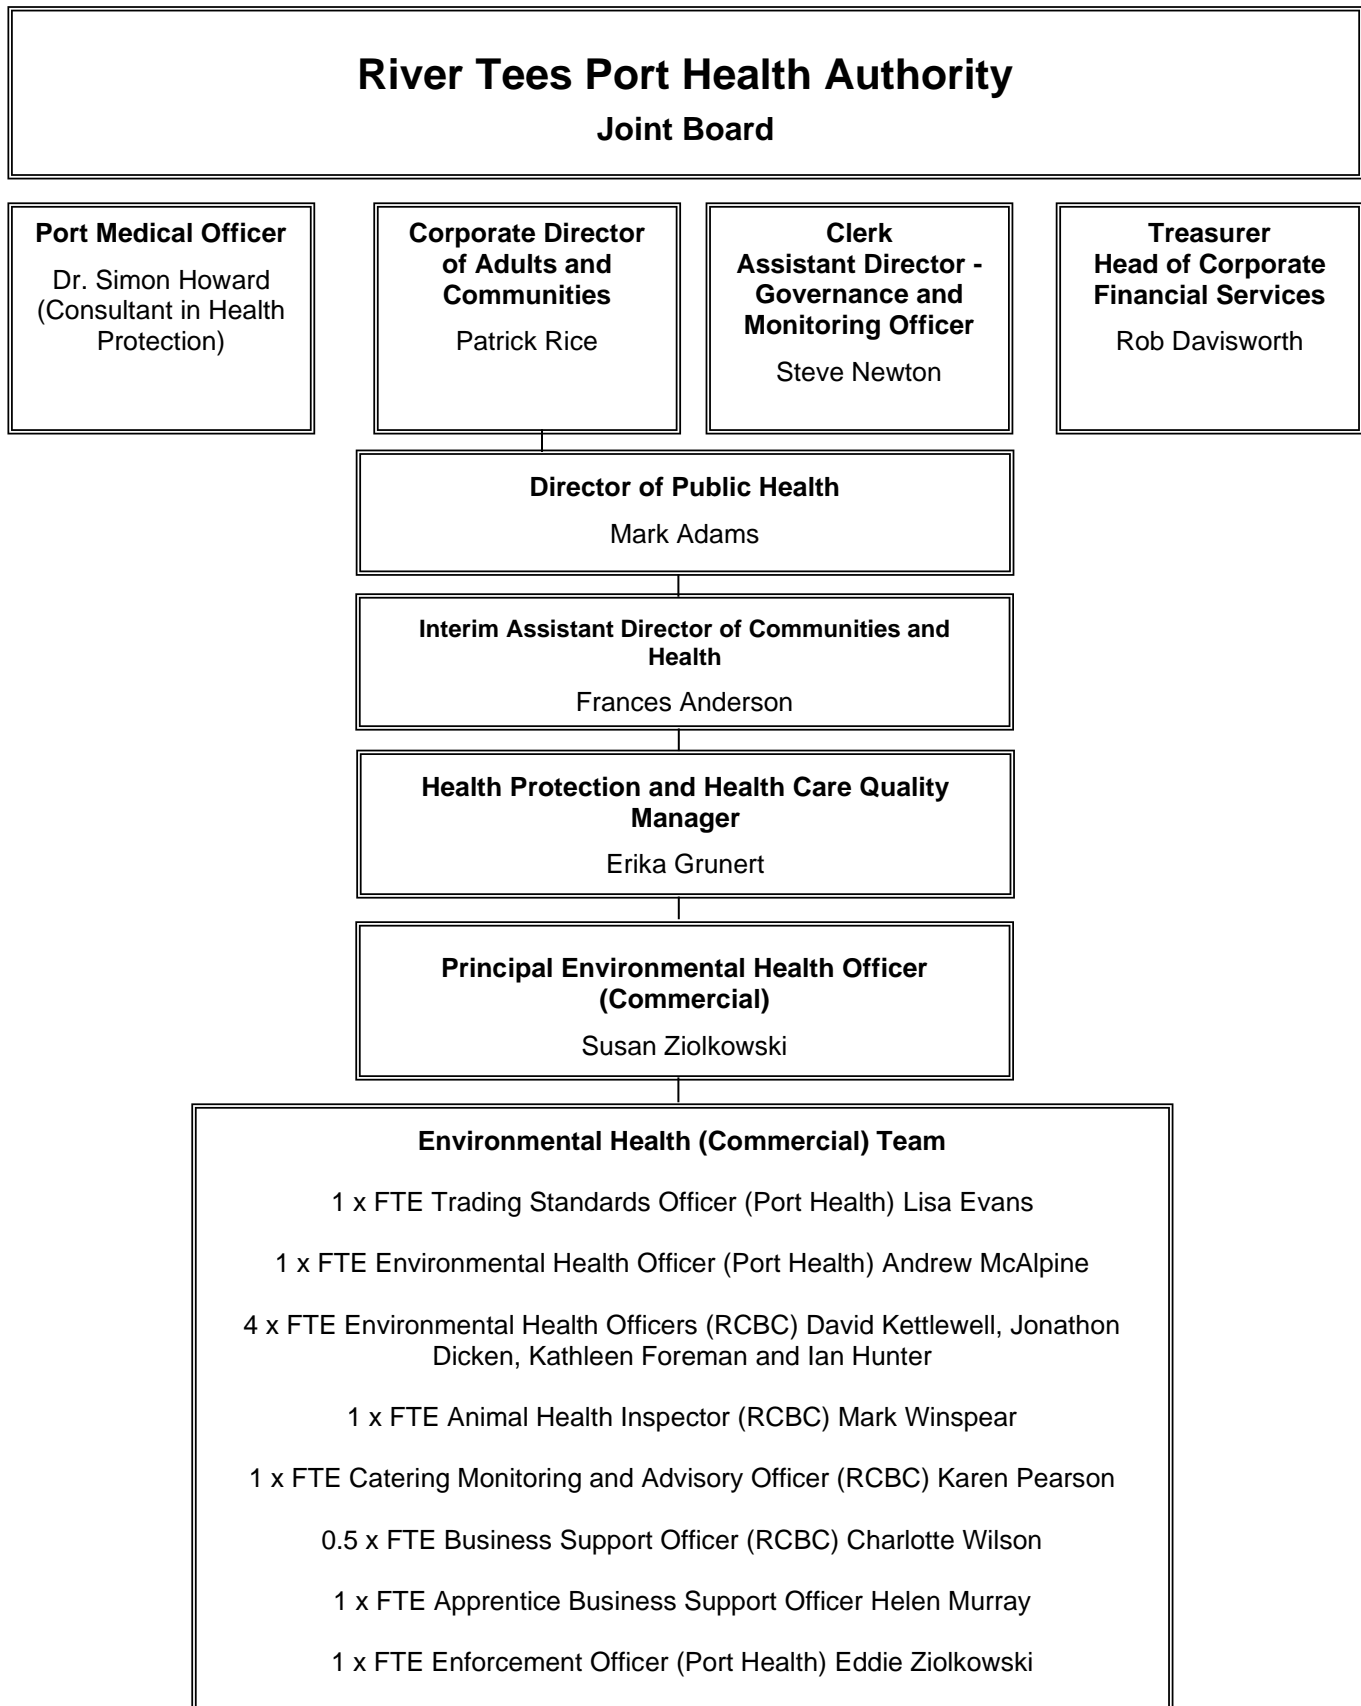 River Tees Port Health Authority
Joint Board
Port Medical Officer
Dr. Simon Howard
(Consultant in Health
Protection)
Corporate Director
of Adults and
Communities
Patrick Rice
Clerk
Assistant Director -
Governance and
Monitoring Officer
Steve Newton
Treasurer
Head of Corporate
Financial Services
Rob Davisworth
Director of Public Health
Mark Adams
Interim Assistant Director of Communities and
Health
Frances Anderson
Health Protection and Health Care Quality
Manager
Erika Grunert
Principal Environmental Health Officer
(Commercial)
Susan Ziolkowski
Environmental Health (Commercial) Team
1 x FTE Trading Standards Officer (Port Health) Lisa Evans
1 x FTE Environmental Health Officer (Port Health) Andrew McAlpine
4 x FTE Environmental Health Officers (RCBC) David Kettlewell, Jonathon
Dicken, Kathleen Foreman and Ian Hunter
1 x FTE Animal Health Inspector (RCBC) Mark Winspear
1 x FTE Catering Monitoring and Advisory Officer (RCBC) Karen Pearson
0.5 x FTE Business Support Officer (RCBC) Charlotte Wilson
1 x FTE Apprentice Business Support Officer Helen Murray
1 x FTE Enforcement Officer (Port Health) Eddie Ziolkowski